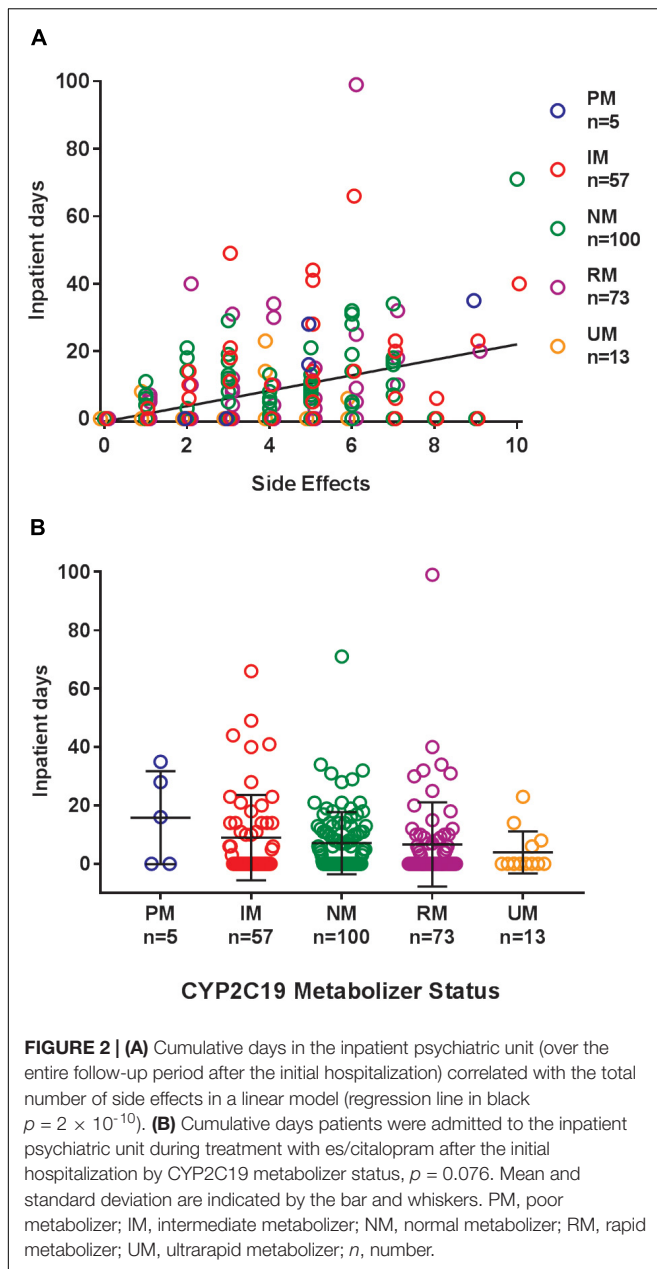 A
Inpatient days
100
80
60
40
20
0
0 2 4 6 8 10
Side Effects
PM
n=5
IM
n=57
NM
n=100
RM
n=73
UM
n=13
B
Inpatient days
100
80
60
40
20
0
PM IM NM RM UM
n=5 n=57 n=100 n=73 n=13
CYP2C19 Metabolizer Status
FIGURE 2 | (A) Cumulative days in the inpatient psychiatric unit (over the
entire follow-up period after the initial hospitalization) correlated with the total
number of side effects in a linear model (regression line in black
p = 2 × 10⁻¹⁰). (B) Cumulative days patients were admitted to the inpatient
psychiatric unit during treatment with es/citalopram after the initial
hospitalization by CYP2C19 metabolizer status, p = 0.076. Mean and
standard deviation are indicated by the bar and whiskers. PM, poor
metabolizer; IM, intermediate metabolizer; NM, normal metabolizer; RM, rapid
metabolizer; UM, ultrarapid metabolizer; n, number.